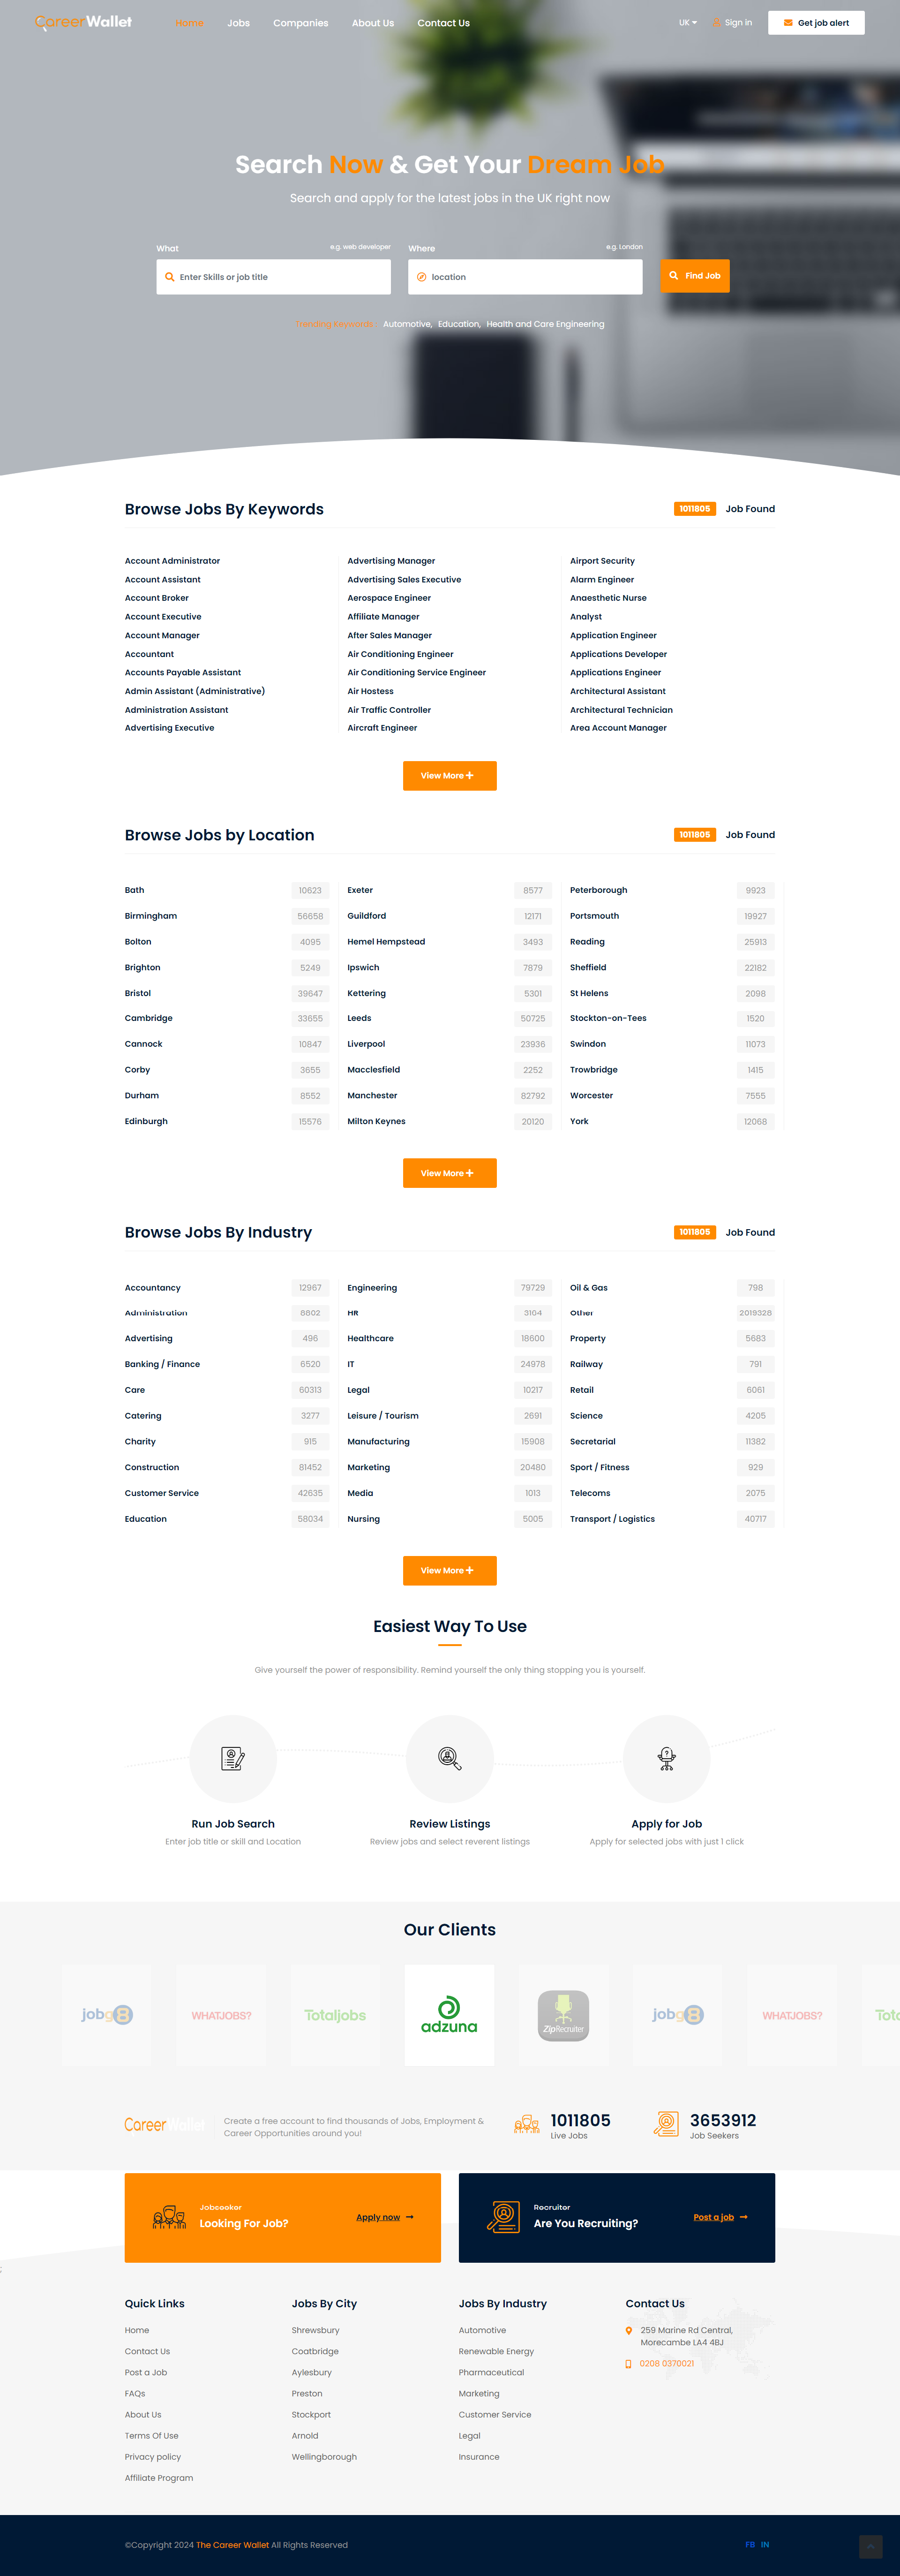 CareerWallet
Home Jobs Companies About Us Contact Us UK Sign in Get job alert
Search Now & Get Your Dream Job
Search and apply for the latest jobs in the UK right now
What e.g. web developer Where e.g. London
Enter Skills or job title location Find Job
Trending Keywords : Automotive, Education, Health and Care Engineering
Browse Jobs By Keywords 1011805 Job Found
Account Administrator Advertising Manager Airport Security
Account Assistant Advertising Sales Executive Alarm Engineer
Account Broker Aerospace Engineer Anaesthetic Nurse
Account Executive Affiliate Manager Analyst
Account Manager After Sales Manager Application Engineer
Accountant Air Conditioning Engineer Applications Developer
Accounts Payable Assistant Air Conditioning Service Engineer Applications Engineer
Admin Assistant (Administrative) Air Hostess Architectural Assistant
Administration Assistant Air Traffic Controller Architectural Technician
Advertising Executive Aircraft Engineer Area Account Manager
View More +
Browse Jobs by Location 1011805 Job Found
Bath 10623 Exeter 8577 Peterborough 9923
Birmingham 56658 Guildford 12171 Portsmouth 19927
Bolton 4095 Hemel Hempstead 3493 Reading 25913
Brighton 5249 Ipswich 7879 Sheffield 22182
Bristol 39647 Kettering 5301 St Helens 2098
Cambridge 33655 Leeds 50725 Stockton-on-Tees 1520
Cannock 10847 Liverpool 23936 Swindon 11073
Corby 3655 Macclesfield 2252 Trowbridge 1415
Durham 8552 Manchester 82792 Worcester 7555
Edinburgh 15576 Milton Keynes 20120 York 12068
View More +
Browse Jobs By Industry 1011805 Job Found
Accountancy 12967 Engineering 79729 Oil & Gas 798
Administration 8802 HR 3104 Other 2019328
Advertising 496 Healthcare 18600 Property 5683
Banking / Finance 6520 IT 24978 Railway 791
Care 60313 Legal 10217 Retail 6061
Catering 3277 Leisure / Tourism 2691 Science 4205
Charity 915 Manufacturing 15908 Secretarial 11382
Construction 81452 Marketing 20480 Sport / Fitness 929
Customer Service 42635 Media 1013 Telecoms 2075
Education 58034 Nursing 5005 Transport / Logistics 40717
View More +
Easiest Way To Use
Give yourself the power of responsibility. Remind yourself the only thing stopping you is yourself.
Run Job Search Review Listings Apply for Job
Enter job title or skill and Location Review jobs and select reverent listings Apply for selected jobs with just 1 click
Our Clients
jobg8 WHATJOBS? Totaljobs adzuna ZipRecruiter jobg8 WHATJOBS? Tot
CareerWallet Create a free account to find thousands of Jobs, Employment & 1011805 3653912
Career Opportunities around you! Live Jobs Job Seekers
Jobseeker Recruiter
Looking For Job? Apply now Are You Recruiting? Post a job
;
Quick Links Jobs By City Jobs By Industry Contact Us
Home Shrewsbury Automotive 259 Marine Rd Central,
Morecambe LA4 4BJ
Contact Us Coatbridge Renewable Energy
Post a Job Aylesbury Pharmaceutical 0208 0370021
FAQs Preston Marketing
About Us Stockport Customer Service
Terms Of Use Arnold Legal
Privacy policy Wellingborough Insurance
Affiliate Program
©Copyright 2024 The Career Wallet All Rights Reserved FB IN